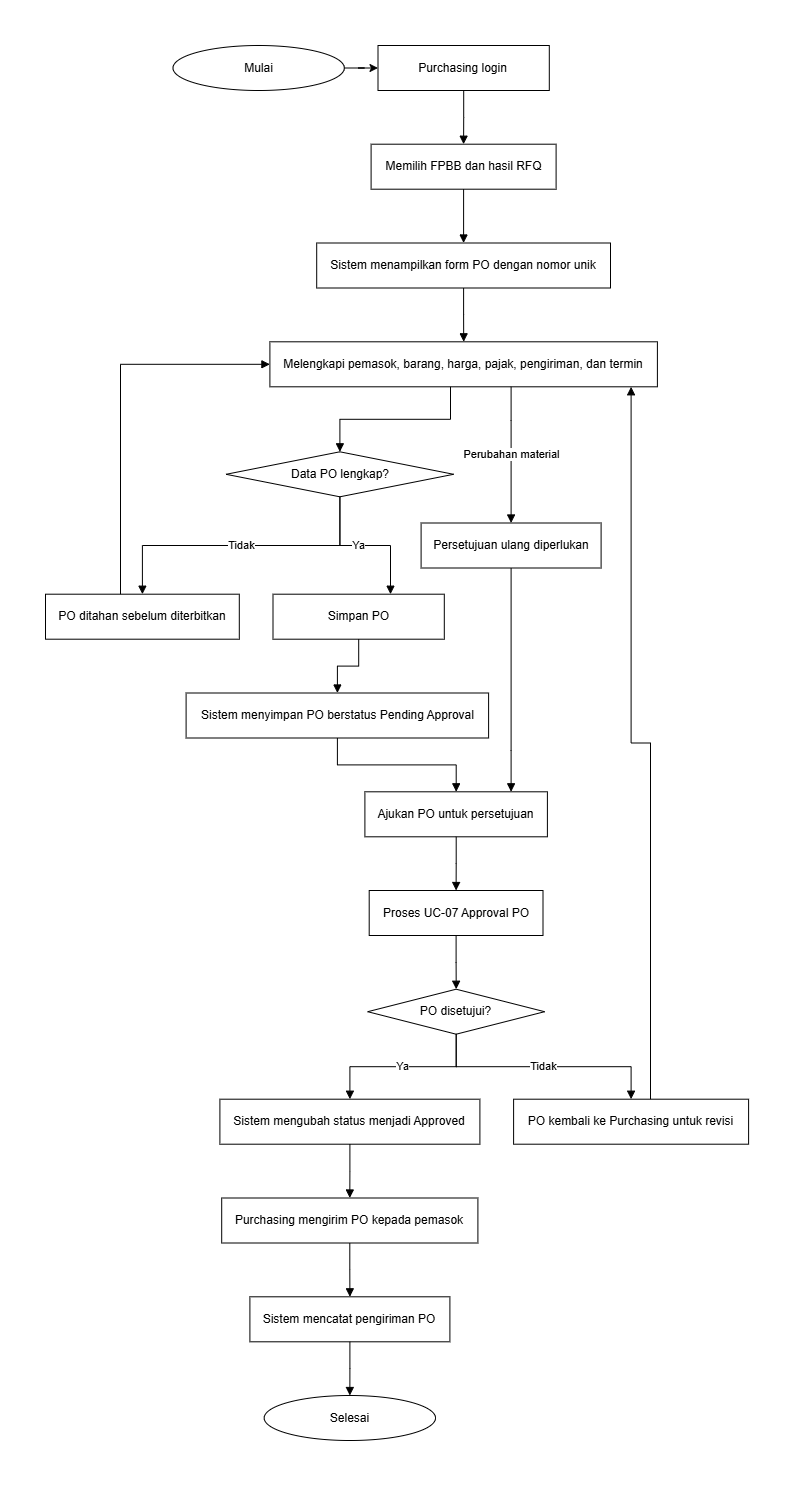 Mulai
Purchasing login
Memilih FPBB dan hasil RFQ
Sistem menampilkan form PO dengan nomor unik
Melengkapi pemasok, barang, harga, pajak, pengiriman, dan termin
Perubahan material
Data PO lengkap?
Tidak
Ya
Persetujuan ulang diperlukan
PO ditahan sebelum diterbitkan
Simpan PO
Sistem menyimpan PO berstatus Pending Approval
Ajukan PO untuk persetujuan
Proses UC-07 Approval PO
PO disetujui?
Ya
Tidak
Sistem mengubah status menjadi Approved
PO kembali ke Purchasing untuk revisi
Purchasing mengirim PO kepada pemasok
Sistem mencatat pengiriman PO
Selesai